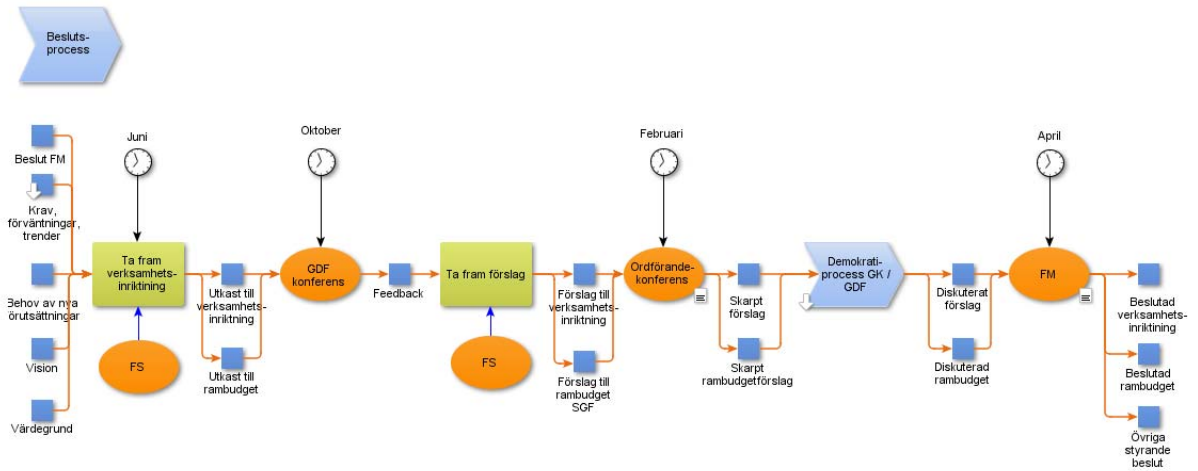 Besluts-
process
Juni
Oktober
Februari
April
Beslut FM
Krav,
förväntningar,
trender
Behov av nya
förutsättningar
Vision
Värdegrund
Ta fram
verksamhets-
inriktining
FS
Utkast till
verksamhets-
inriktning
Utkast till
rambudget
GDF
konferens
Feedback
Ta fram förslag
FS
Förslag till
verksamhets-
inriktning
Förslag till
rambudget
SGF
Ordförande-
konferens
Skarpt
förslag
Skarpt
rambudgetförslag
Demokrati-
process GK /
GDF
Diskuterat
förslag
Diskuterad
rambudget
FM
Beslutad
verksamhets-
inriktining
Beslutad
rambudget
Övriga
styrande
beslut